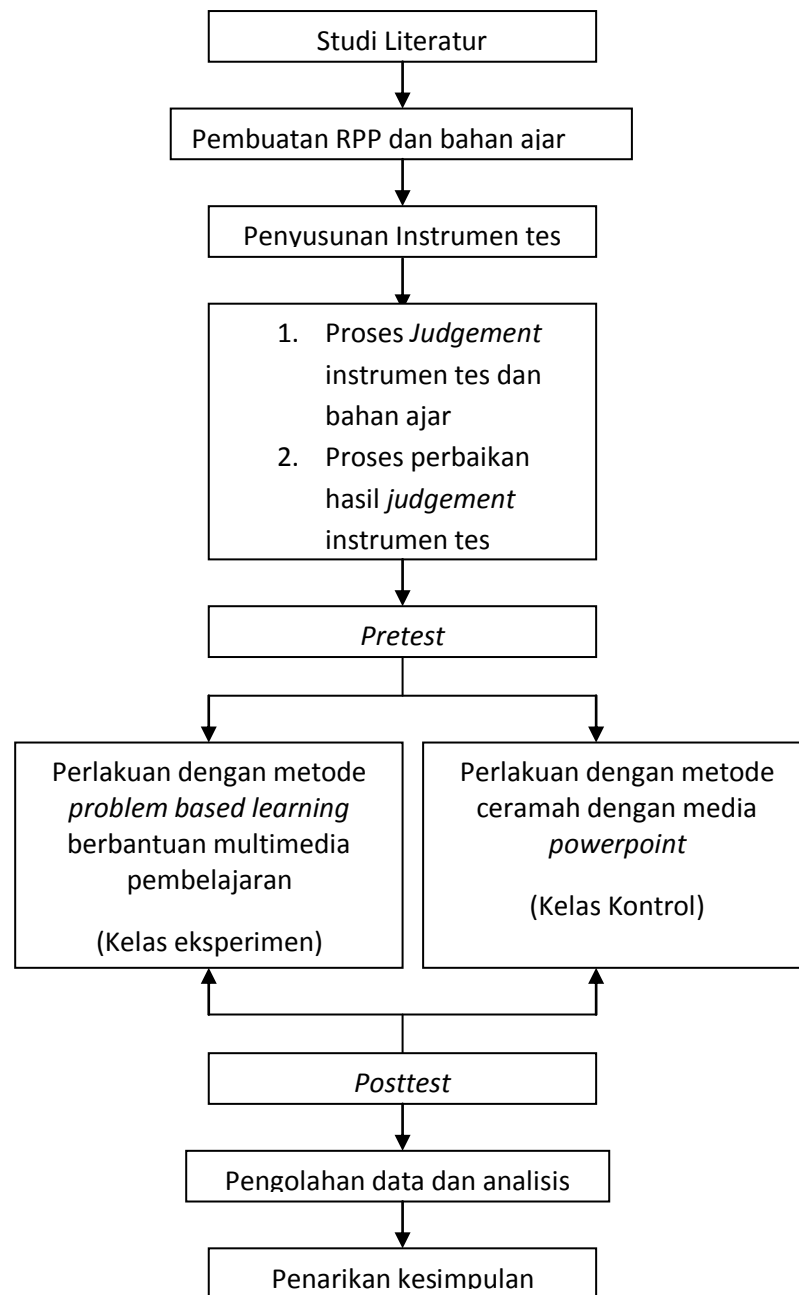 Studi Literatur
Pembuatan RPP dan bahan ajar
Penyusunan Instrumen tes
1. Proses Judgement
instrumen tes dan
bahan ajar
2. Proses perbaikan
hasil judgement
instrumen tes
Pretest
Perlakuan dengan metode
problem based learning
berbantuan multimedia
pembelajaran
(Kelas eksperimen)
Perlakuan dengan metode
ceramah dengan media
powerpoint
(Kelas Kontrol)
Posttest
Pengolahan data dan analisis
Penarikan kesimpulan